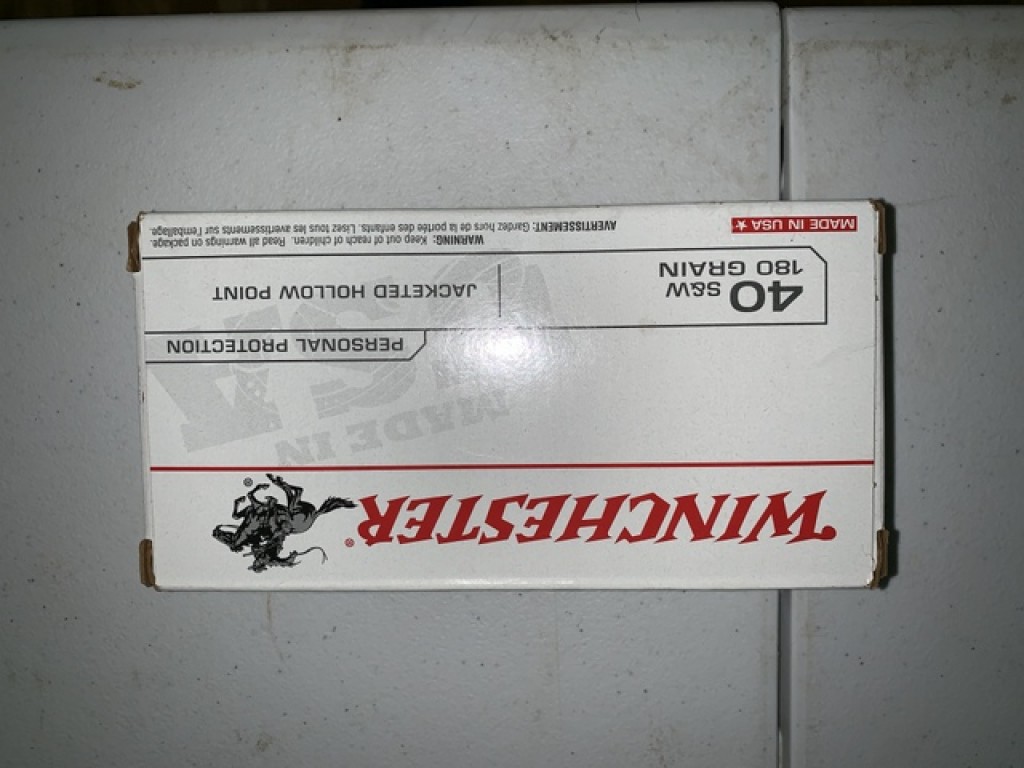 WINCHESTER®
®
MADE IN
USA
PERSONAL PROTECTION
40 S&W
180 GRAIN
JACKETED HOLLOW POINT
MADE IN USA
WARNING: Keep out of reach of children. Read all warnings on package.
AVERTISSEMENT: Gardez hors de la portée des enfants. Lisez tous les avertissements sur l'emballage.